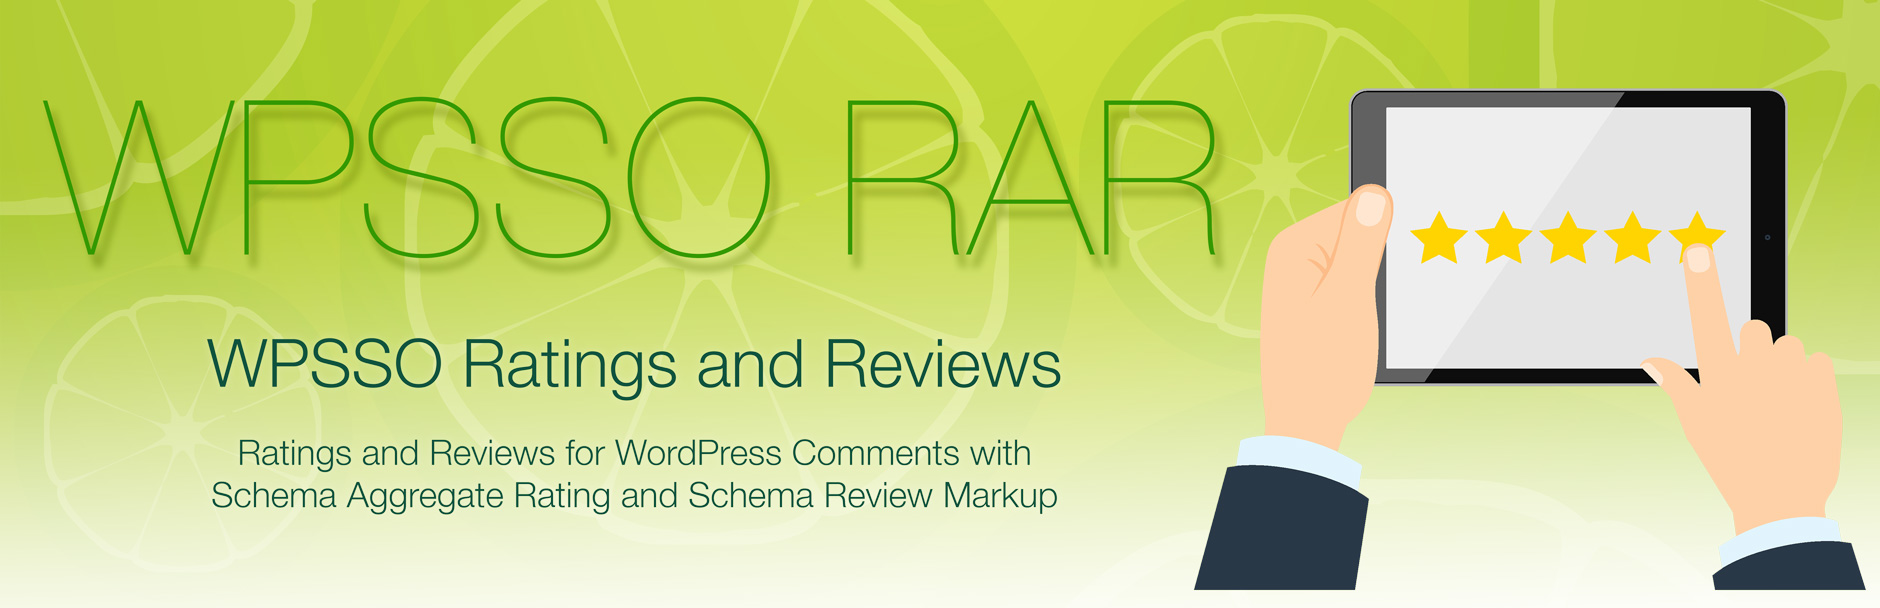 WPSSO RAR
WPSSO Ratings and Reviews
Ratings and Reviews for WordPress Comments with
Schema Aggregate Rating and Schema Review Markup